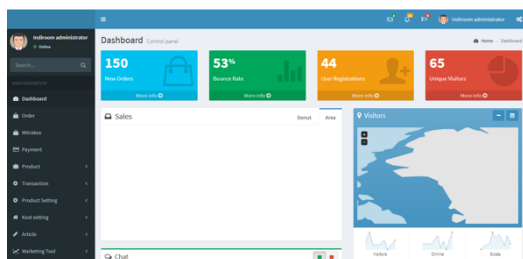 Indiroom administrator
Indiroom administrator
Online
Search...
MAIN NAVIGATION
Dashboard
Order
Mitrakos
Payment
Product
Transaction
Product Setting
Kost setting
Article
Marketing Tool
Dashboard Control panel
Home Dashboard
150
New Orders
More info
53%
Bounce Rate
More info
44
User Registrations
More info
65
Unique Visitors
More info
Sales
Donut Area
Visitors
Visitors Online Exists
Chat